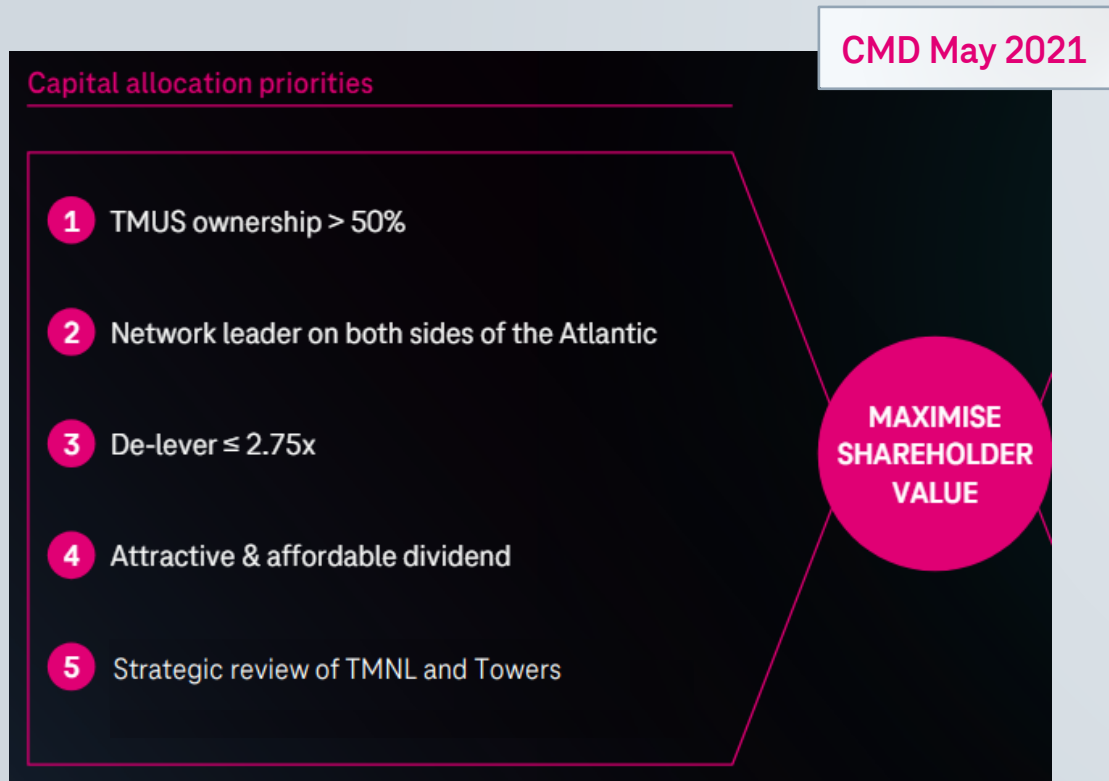 CMD May 2021
Capital allocation priorities
1 TMUS ownership > 50%
2 Network leader on both sides of the Atlantic
3 De-lever ≤ 2.75x
4 Attractive & affordable dividend
5 Strategic review of TMNL and Towers
MAXIMISE
SHAREHOLDER
VALUE